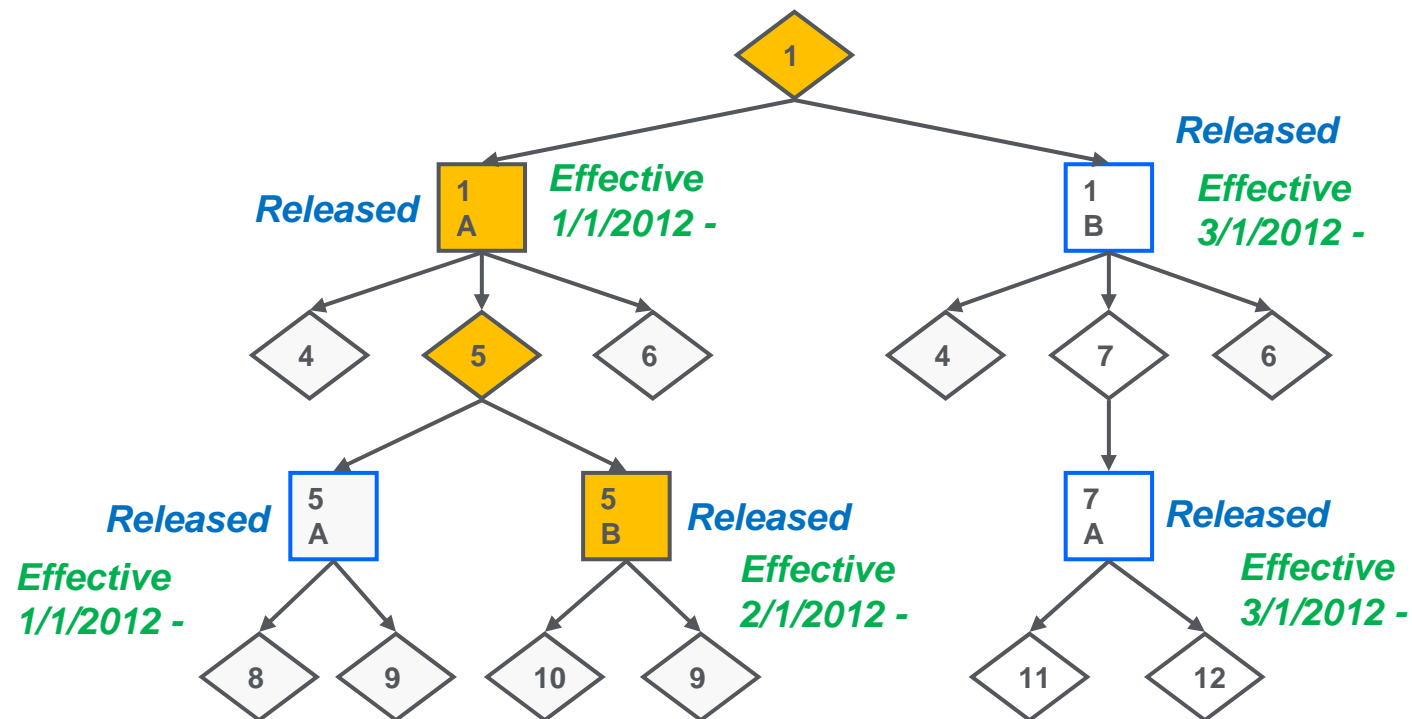 1
Released
Released
1
A
Effective
1/1/2012 -
1
B
Effective
3/1/2012 -
4
5
6
4
7
6
Released
5
A
5
B
Released
7
A
Released
Effective
1/1/2012 -
Effective
2/1/2012 -
Effective
3/1/2012 -
8
9
10
9
11
12